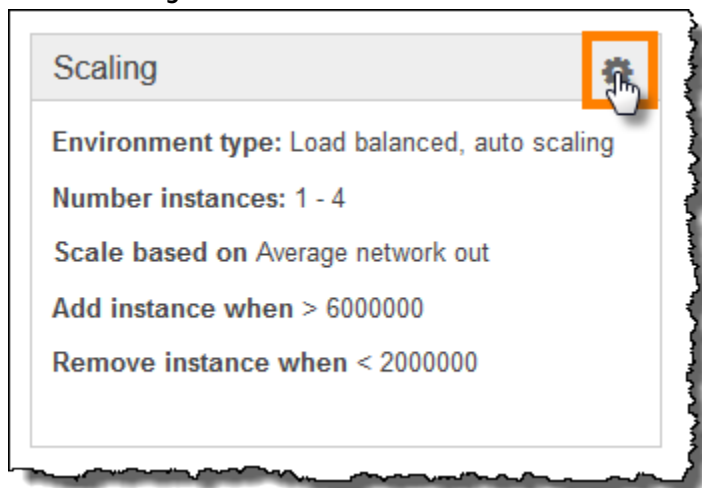 Scaling
Environment type: Load balanced, auto scaling
Number instances: 1 - 4
Scale based on Average network out
Add instance when > 6000000
Remove instance when < 2000000